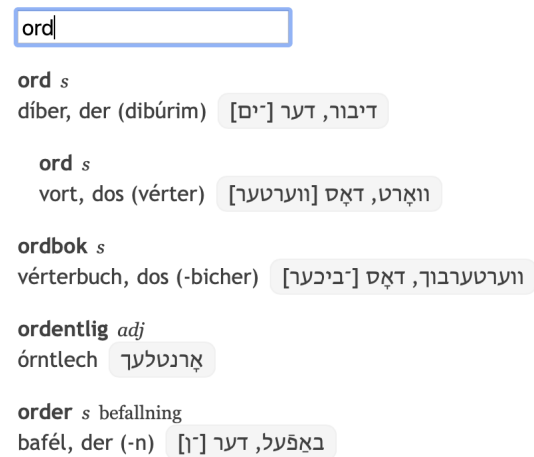 ord
ord s
díber, der (dibúrim) דיבור, דער [־ים]
ord s
vort, dos (vérter) וואָרט, דאָס [ווערטער]
ordbok s
vérterbuch, dos (-bicher) ווערטערבוך, דאָס [־ביכער]
ordentlig adj
órntlech אָרנטלעך
order s befallning
bafél, der (-n) באַפֿעל, דער [־ן]